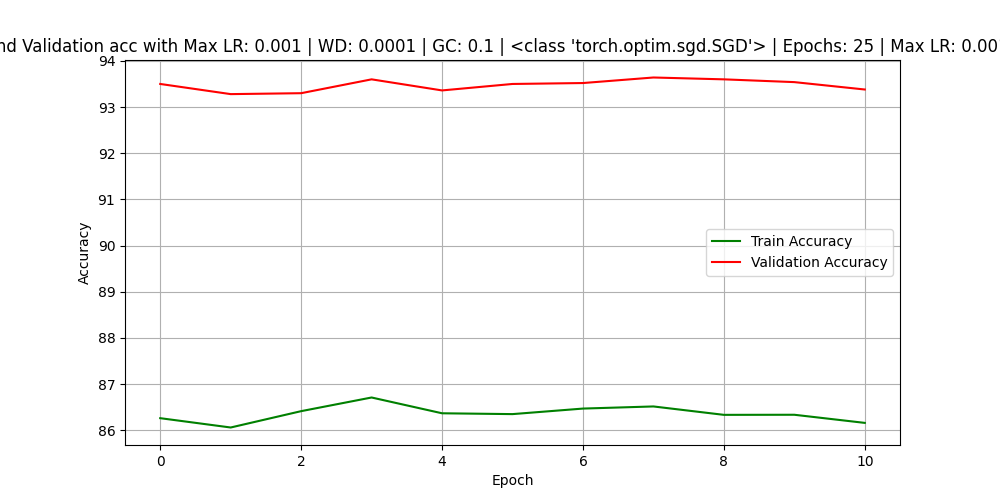 nd Validation acc with Max LR: 0.001 | WD: 0.0001 | GC: 0.1 | <class 'torch.optim.sgd.SGD'> | Epochs: 25 | Max LR: 0.00
94
93
92
91
90
89
88
87
86
Accuracy
Train Accuracy
Validation Accuracy
0 2 4 6 8 10
Epoch